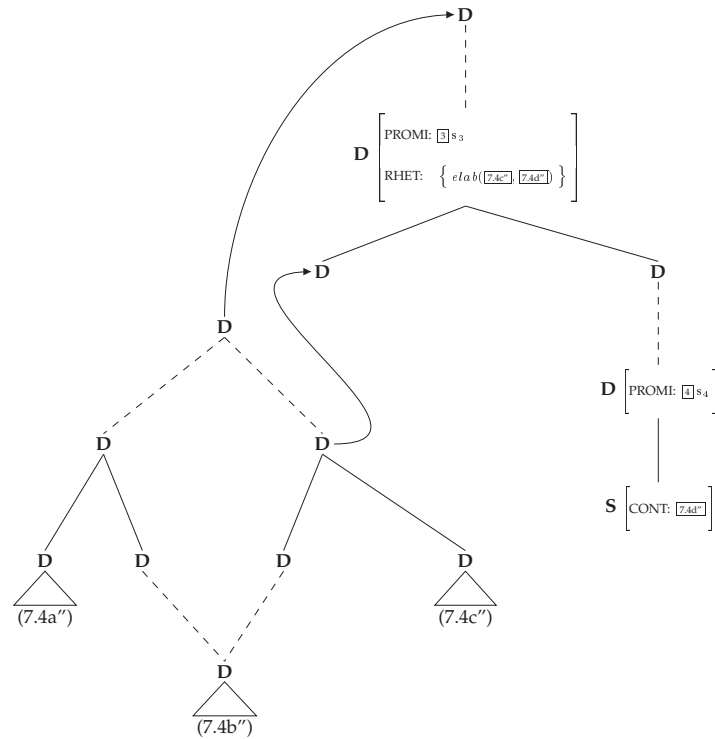 D
D [PROMI: 3 s3
RHET: { elab(7.4c″, 7.4d″) }]
D D
D
D [PROMI: 4 s4]
D D
S [CONT: 7.4d″]
D D D D
(7.4a″) (7.4c″)
D
(7.4b″)